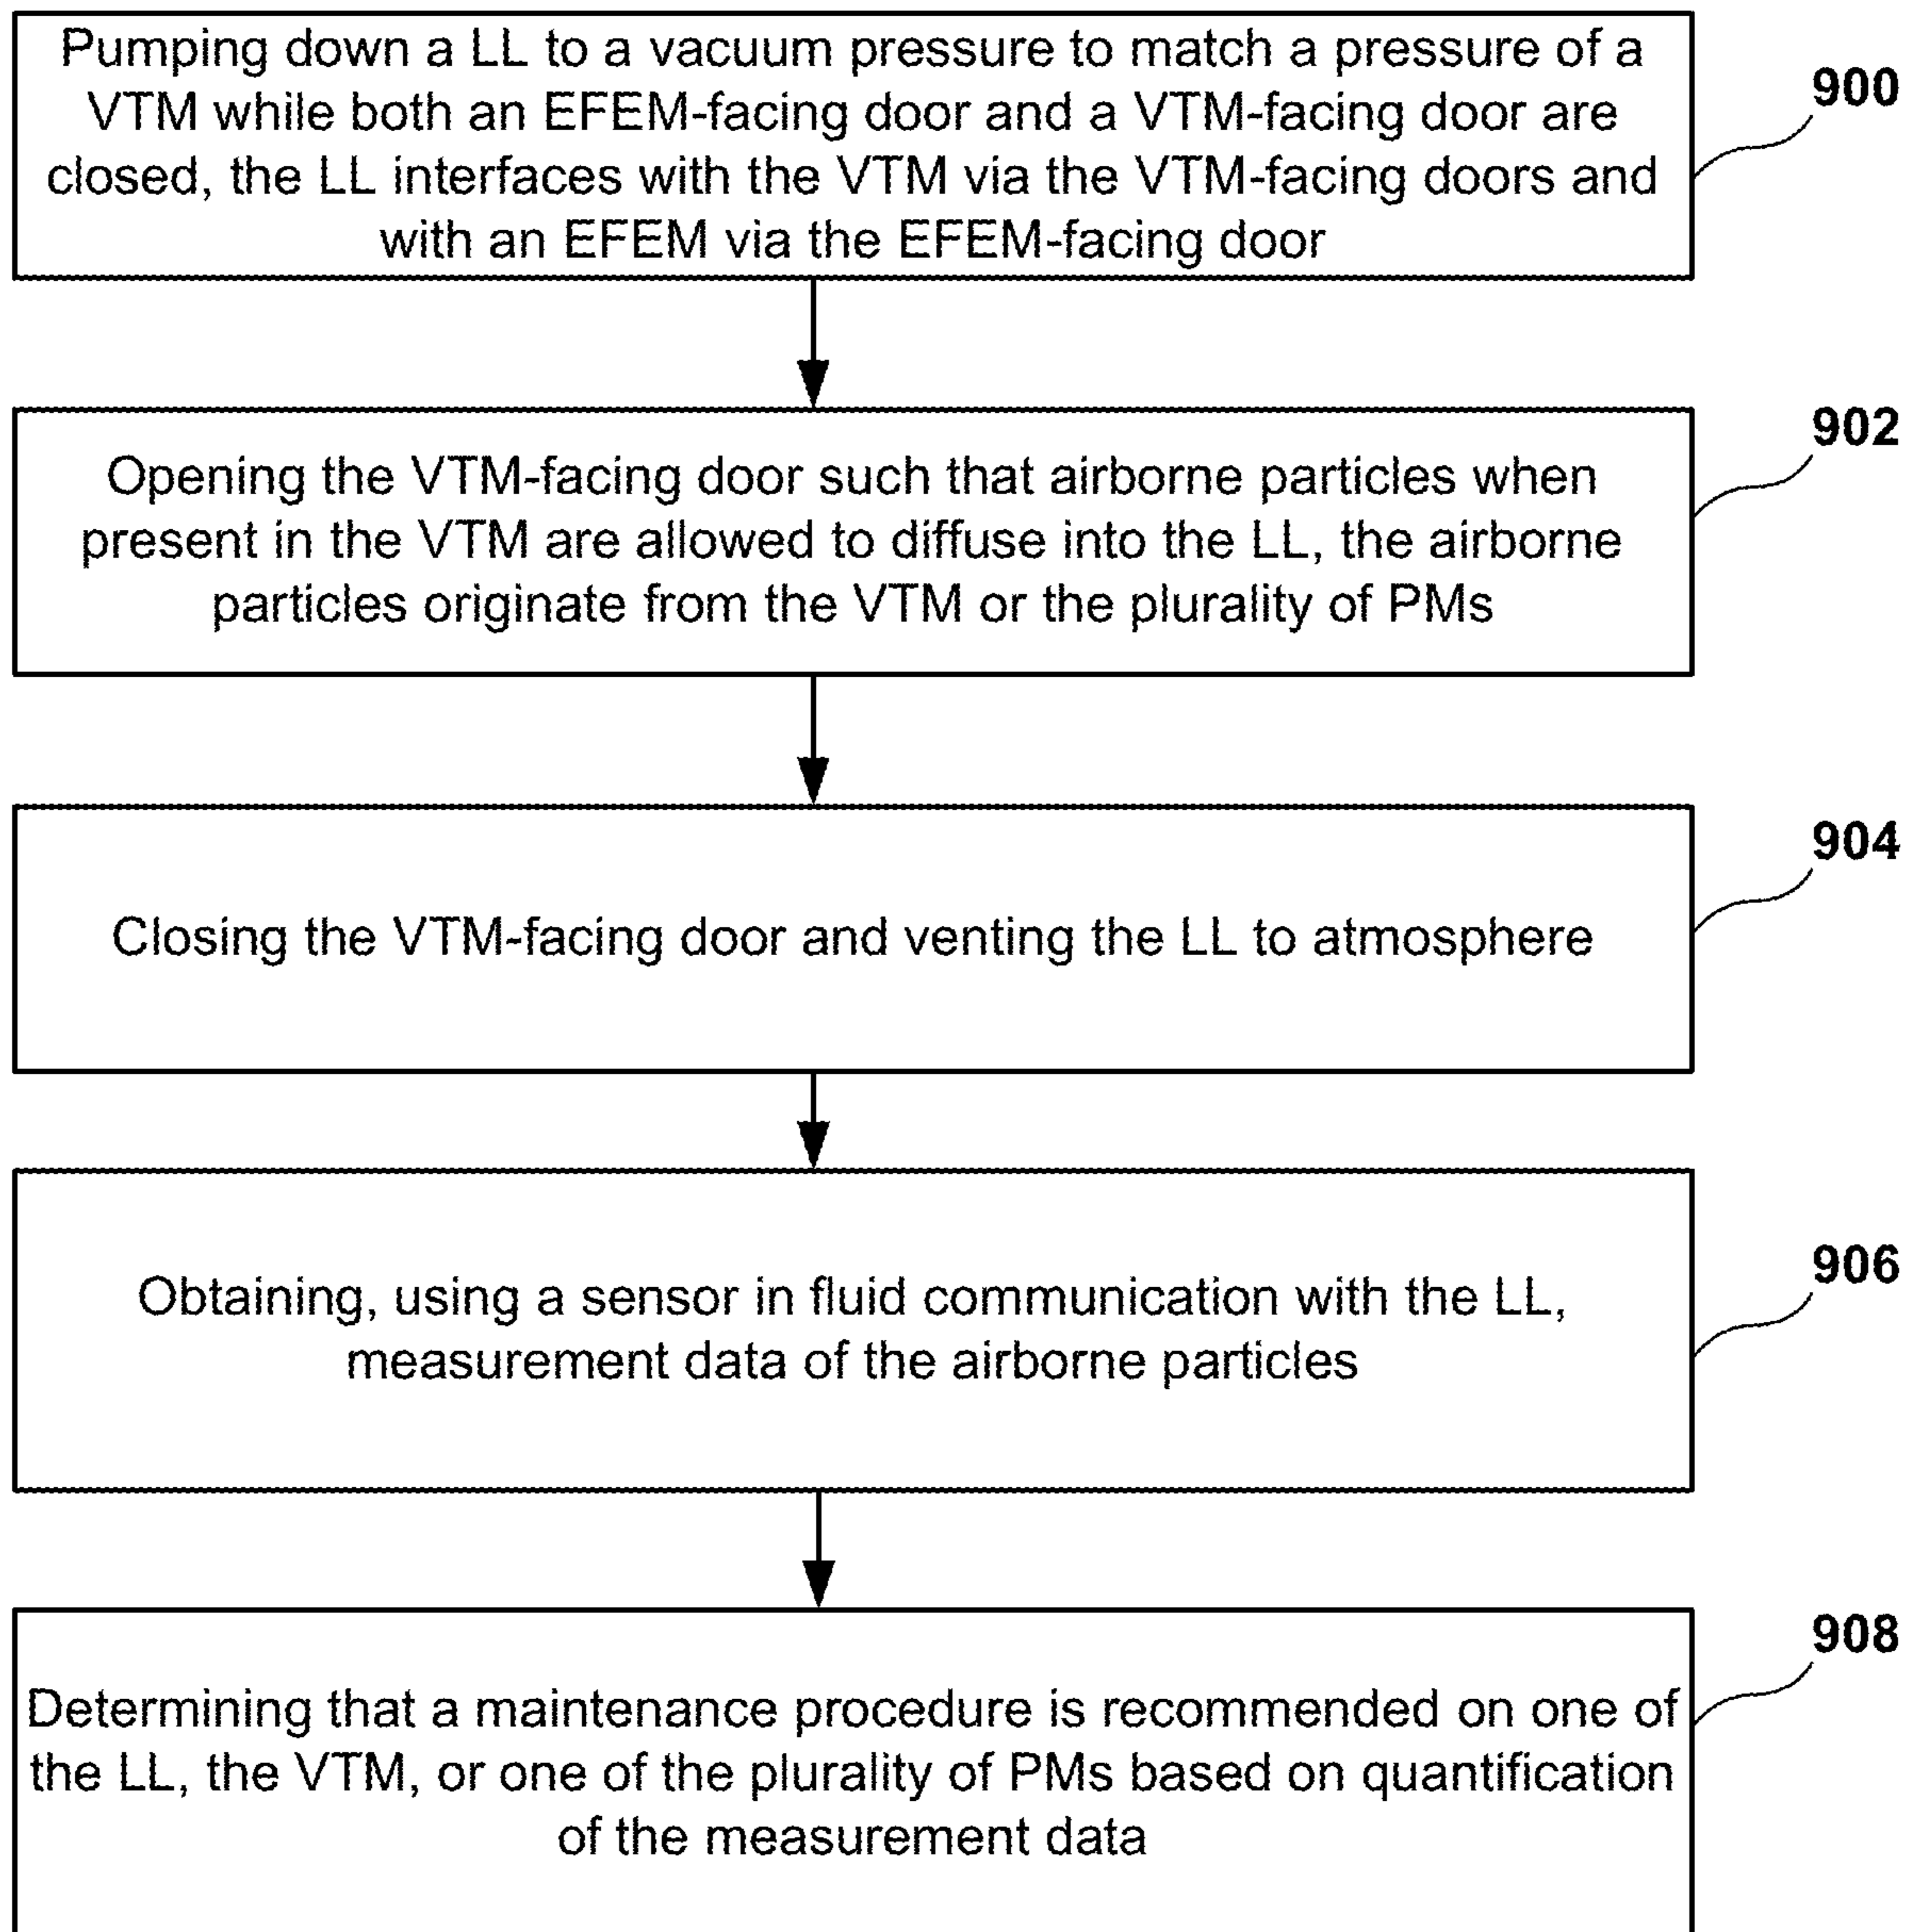 Pumping down a LL to a vacuum pressure to match a pressure of a
VTM while both an EFEM-facing door and a VTM-facing door are
closed, the LL interfaces with the VTM via the VTM-facing doors and
with an EFEM via the EFEM-facing door
900
Opening the VTM-facing door such that airborne particles when
present in the VTM are allowed to diffuse into the LL, the airborne
particles originate from the VTM or the plurality of PMs
902
Closing the VTM-facing door and venting the LL to atmosphere
904
Obtaining, using a sensor in fluid communication with the LL,
measurement data of the airborne particles
906
Determining that a maintenance procedure is recommended on one of
the LL, the VTM, or one of the plurality of PMs based on quantification
of the measurement data
908